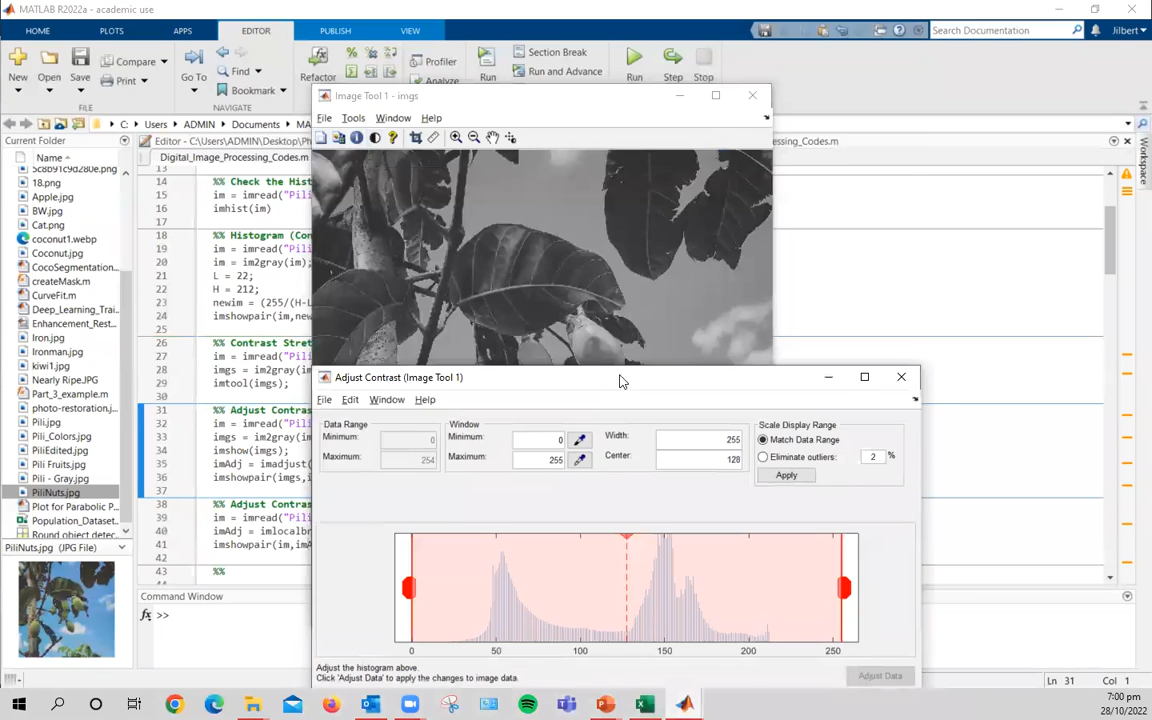 MATLAB R2022a - academic use
HOME PLOTS APPS EDITOR PUBLISH VIEW
Search Documentation
Jilbert
New Open Save
Compare
Print
Go To
Find
Bookmark
Refactor
Profiler
Analyze
Run
Section Break
Run and Advance
Run Step Stop
FILE NAVIGATE
C: Users ADMIN Documents
Current Folder
Name
5c8b91c9d280e.png
18.png
Apple.jpg
BW.jpg
Cat.png
coconut1.webp
Coconut.jpg
CocoSegmentation...
createMask.m
CurveFit.m
Deep_Learning_Trai...
Enhancement_Rest...
Iron.jpg
Ironman.jpg
kiwi1.jpg
Nearly Ripe.JPG
Part_3_example.m
photo-restoration.j...
Pili.jpg
Pili_Colors.jpg
PiliEdited.jpg
Pili Fruits.jpg
Pili - Gray.jpg
PiliNuts.jpg
Plot for Parabolic P...
Population_Dataset...
Round object detec...
PiliNuts.jpg (JPG File)
Editor - C:\Users\ADMIN\Desktop\Ph
cessing_Codes.m
Digital_Image_Processing_Codes.m
13
14 %% Check the Hist
15 im = imread("Pili
16 imhist(im)
17
18 %% Histogram (Con
19 im = imread("Pili
20 im = im2gray(im);
21 L = 22;
22 H = 212;
23 newim = (255/(H-L
24 imshowpair(im,new
25
26 %% Contrast Stret
27 im = imread("Pili
28 imgs = im2gray(im
29 imtool(imgs);
30
31 %% Adjust Contras
32 im = imread("Pili
33 imgs = im2gray(im
34 imshow(imgs);
35 imAdj = imadjust(
36 imshowpair(imgs,i
37
38 %% Adjust Contras
39 im = imread("Pili
40 imAdj = imlocalbr
41 imshowpair(im,imA
42
43 %%
44
Command Window
fx >>
Workspace
Image Tool 1 - imgs
File Tools Window Help
Adjust Contrast (Image Tool 1)
File Edit Window Help
Data Range
Minimum: 0
Maximum: 254
Window
Minimum: 0
Maximum: 255
Width: 255
Center: 128
Scale Display Range
Match Data Range
Eliminate outliers: 2 %
Apply
0 50 100 150 200 250
Adjust the histogram above.
Click 'Adjust Data' to apply the changes to image data.
Adjust Data
Ln 31 Col 1
7:00 pm
28/10/2022